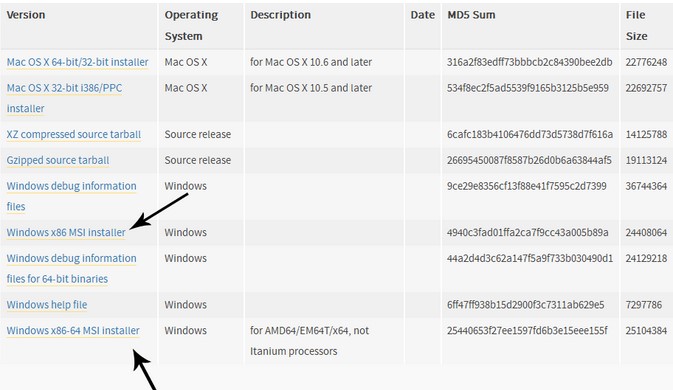 Version Operating System Description Date MD5 Sum File Size
Mac OS X 64-bit/32-bit installer Mac OS X for Mac OS X 10.6 and later 316a2f83edff73bbbcb2c84390bee2db 22776248
Mac OS X 32-bit i386/PPC installer Mac OS X for Mac OS X 10.5 and later 534f8ec2f5ad5539f9165b3125b5e959 22692757
XZ compressed source tarball Source release 6cafc183b4106476dd73d5738d7f616a 14125788
Gzipped source tarball Source release 26695450087f8587b26d0b6a63844af5 19113124
Windows debug information files Windows 9ce29e8356cf13f88e41f7595c2d7399 36744364
Windows x86 MSI installer Windows 4940c3fad01ffa2ca7f9cc43a005b89a 24408064
Windows debug information files for 64-bit binaries Windows 44a2d4d3c62a147f5a9f733b030490d1 24129218
Windows help file Windows 6ff47ff938b15d2900f3c7311ab629e5 7297786
Windows x86-64 MSI installer Windows for AMD64/EM64T/x64, not Itanium processors 25440653f27ee1597fd6b3e15eee155f 25104384